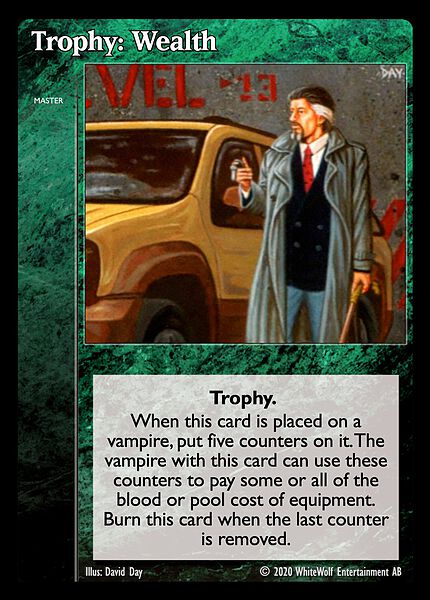 Trophy: Wealth
MASTER
VEL -13
DAY
Trophy.
When this card is placed on a
vampire, put five counters on it. The
vampire with this card can use these
counters to pay some or all of the
blood or pool cost of equipment.
Burn this card when the last counter
is removed.
Illus: David Day
© 2020 WhiteWolf Entertainment AB